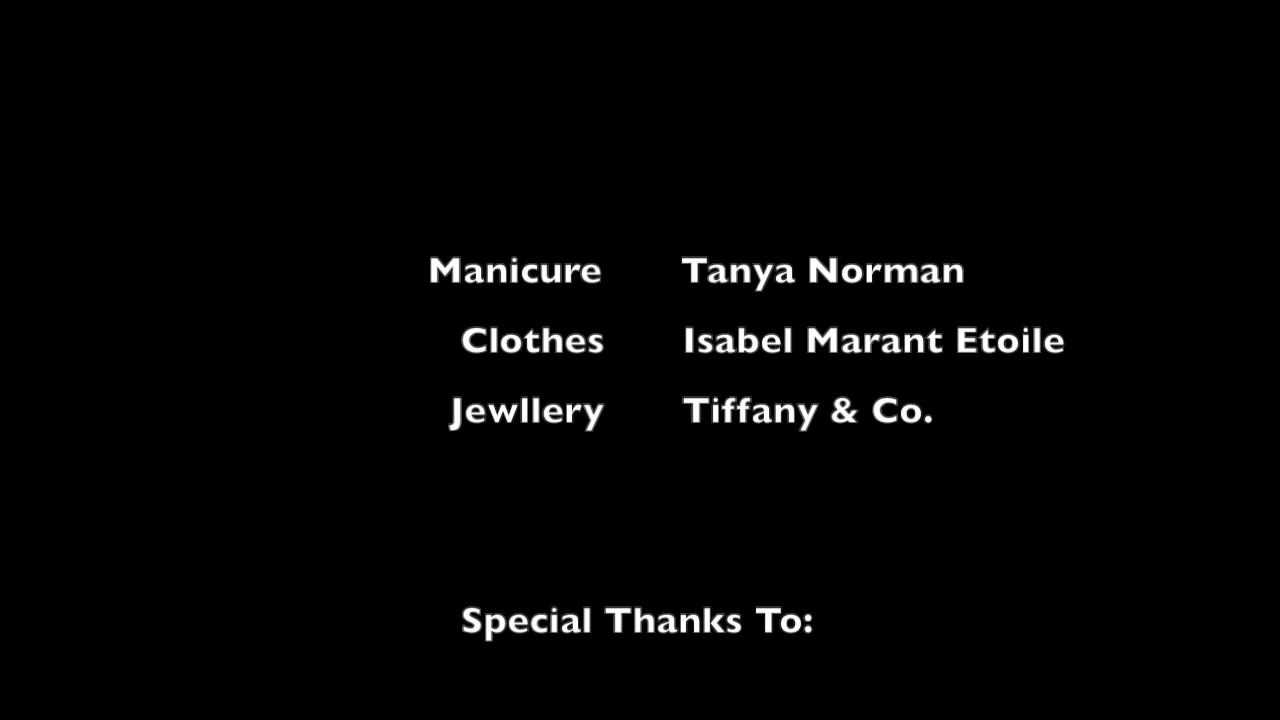 Manicure Tanya Norman
Clothes Isabel Marant Etoile
Jewllery Tiffany & Co.
Special Thanks To: